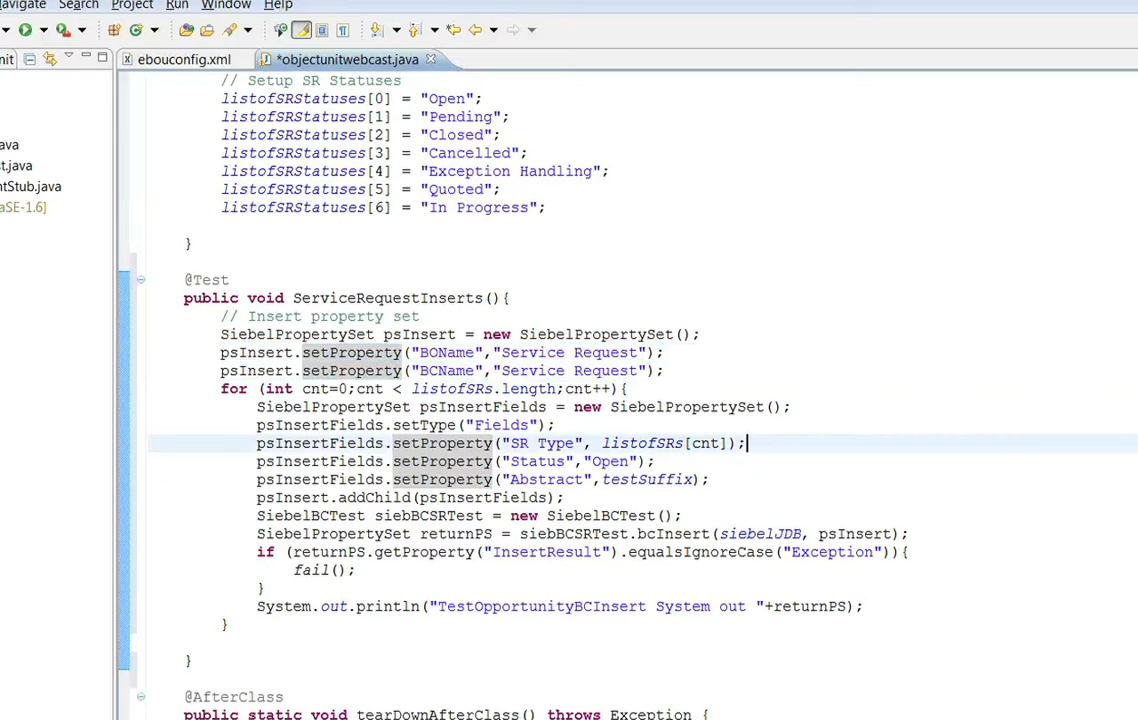 avigate Search Project Run Window Help
nit ebouconfig.xml *objectunitwebcast.java
ava
t.java
ntStub.java
aSE-1.6]
// Setup SR Statuses
listofSRStatuses[0] = "Open";
listofSRStatuses[1] = "Pending";
listofSRStatuses[2] = "Closed";
listofSRStatuses[3] = "Cancelled";
listofSRStatuses[4] = "Exception Handling";
listofSRStatuses[5] = "Quoted";
listofSRStatuses[6] = "In Progress";
}
@Test
public void ServiceRequestInserts(){
// Insert property set
SiebelPropertySet psInsert = new SiebelPropertySet();
psInsert.setProperty("BOName","Service Request");
psInsert.setProperty("BCName","Service Request");
for (int cnt=0;cnt < listofSRs.length;cnt++){
SiebelPropertySet psInsertFields = new SiebelPropertySet();
psInsertFields.setType("Fields");
psInsertFields.setProperty("SR Type", listofSRs[cnt]);
psInsertFields.setProperty("Status","Open");
psInsertFields.setProperty("Abstract",testSuffix);
psInsert.addChild(psInsertFields);
SiebelBCTest siebBCSRTest = new SiebelBCTest();
SiebelPropertySet returnPS = siebBCSRTest.bcInsert(siebelJDB, psInsert);
if (returnPS.getProperty("InsertResult").equalsIgnoreCase("Exception")){
fail();
}
System.out.println("TestOpportunityBCInsert System out "+returnPS);
}
}
@AfterClass
public static void tearDownAfterClass() throws Exception {